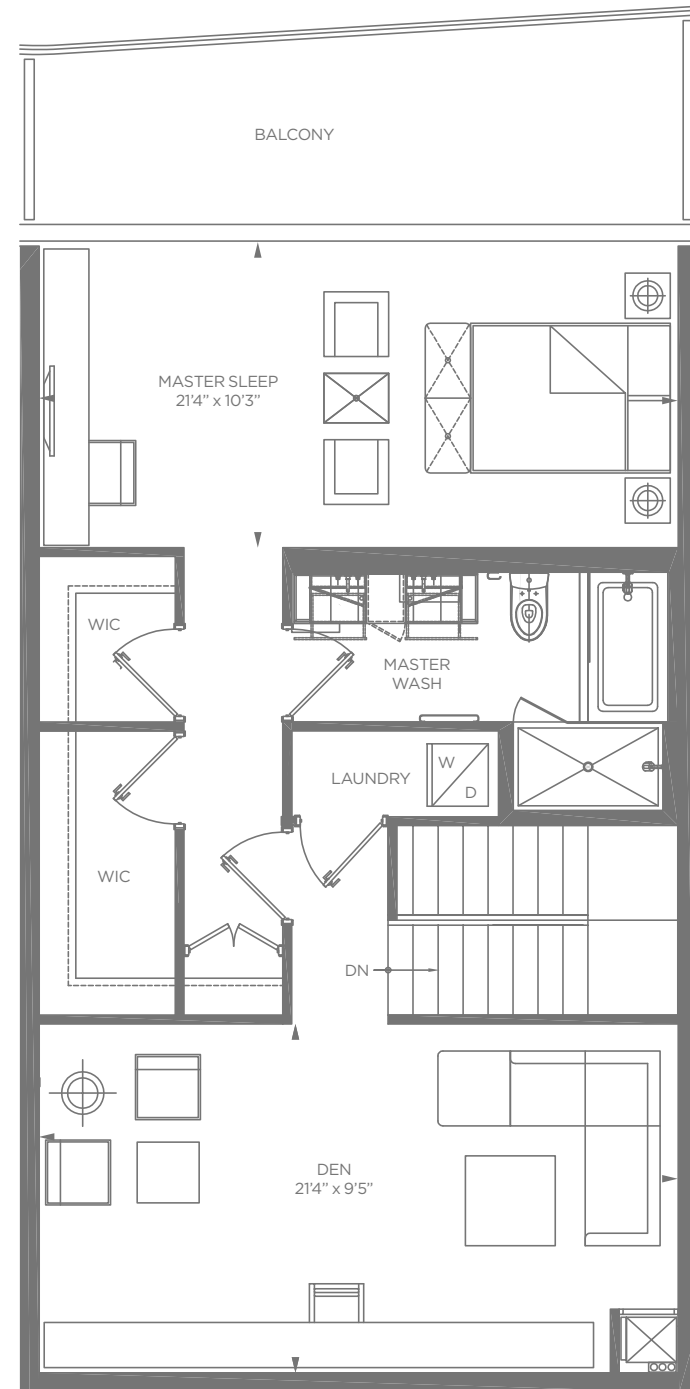 BALCONY
MASTER SLEEP
21'4" x 10'3"
WIC
MASTER
WASH
LAUNDRY
W
D
WIC
DN
DEN
21'4" x 9'5"